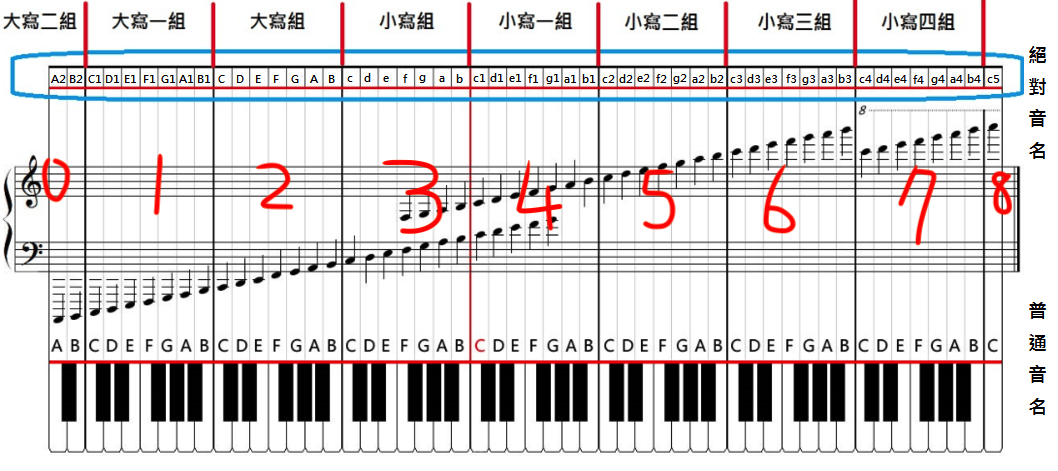 大寫二組 大寫一組 大寫組 小寫組 小寫一組 小寫二組 小寫三組 小寫四組
A2 B2 C1 D1 E1 F1 G1 A1 B1 C D E F G A B c d e f g a b c1 d1 e1 f1 g1 a1 b1 c2 d2 e2 f2 g2 a2 b2 c3 d3 e3 f3 g3 a3 b3 c4 d4 e4 f4 g4 a4 b4 c5
絕對音名
8
0 1 2 3 4 5 6 7 8
A B C D E F G A B C D E F G A B C D E F G A B C D E F G A B C D E F G A B C D E F G A B C D E F G A B C
普通音名